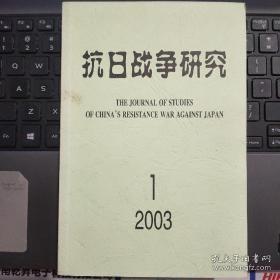 抗日战争研究
THE JOURNAL OF STUDIES
OF CHINA'S RESISTANCE WAR AGAINST JAPAN
1
2003